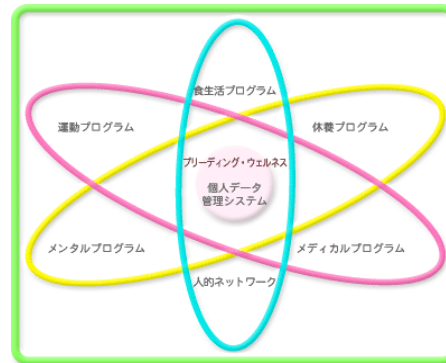 食生活プログラム
運動プログラム
休養プログラム
ブリーディング・ウェルネス
個人データ
管理システム
メンタルプログラム
メディカルプログラム
人的ネットワーク